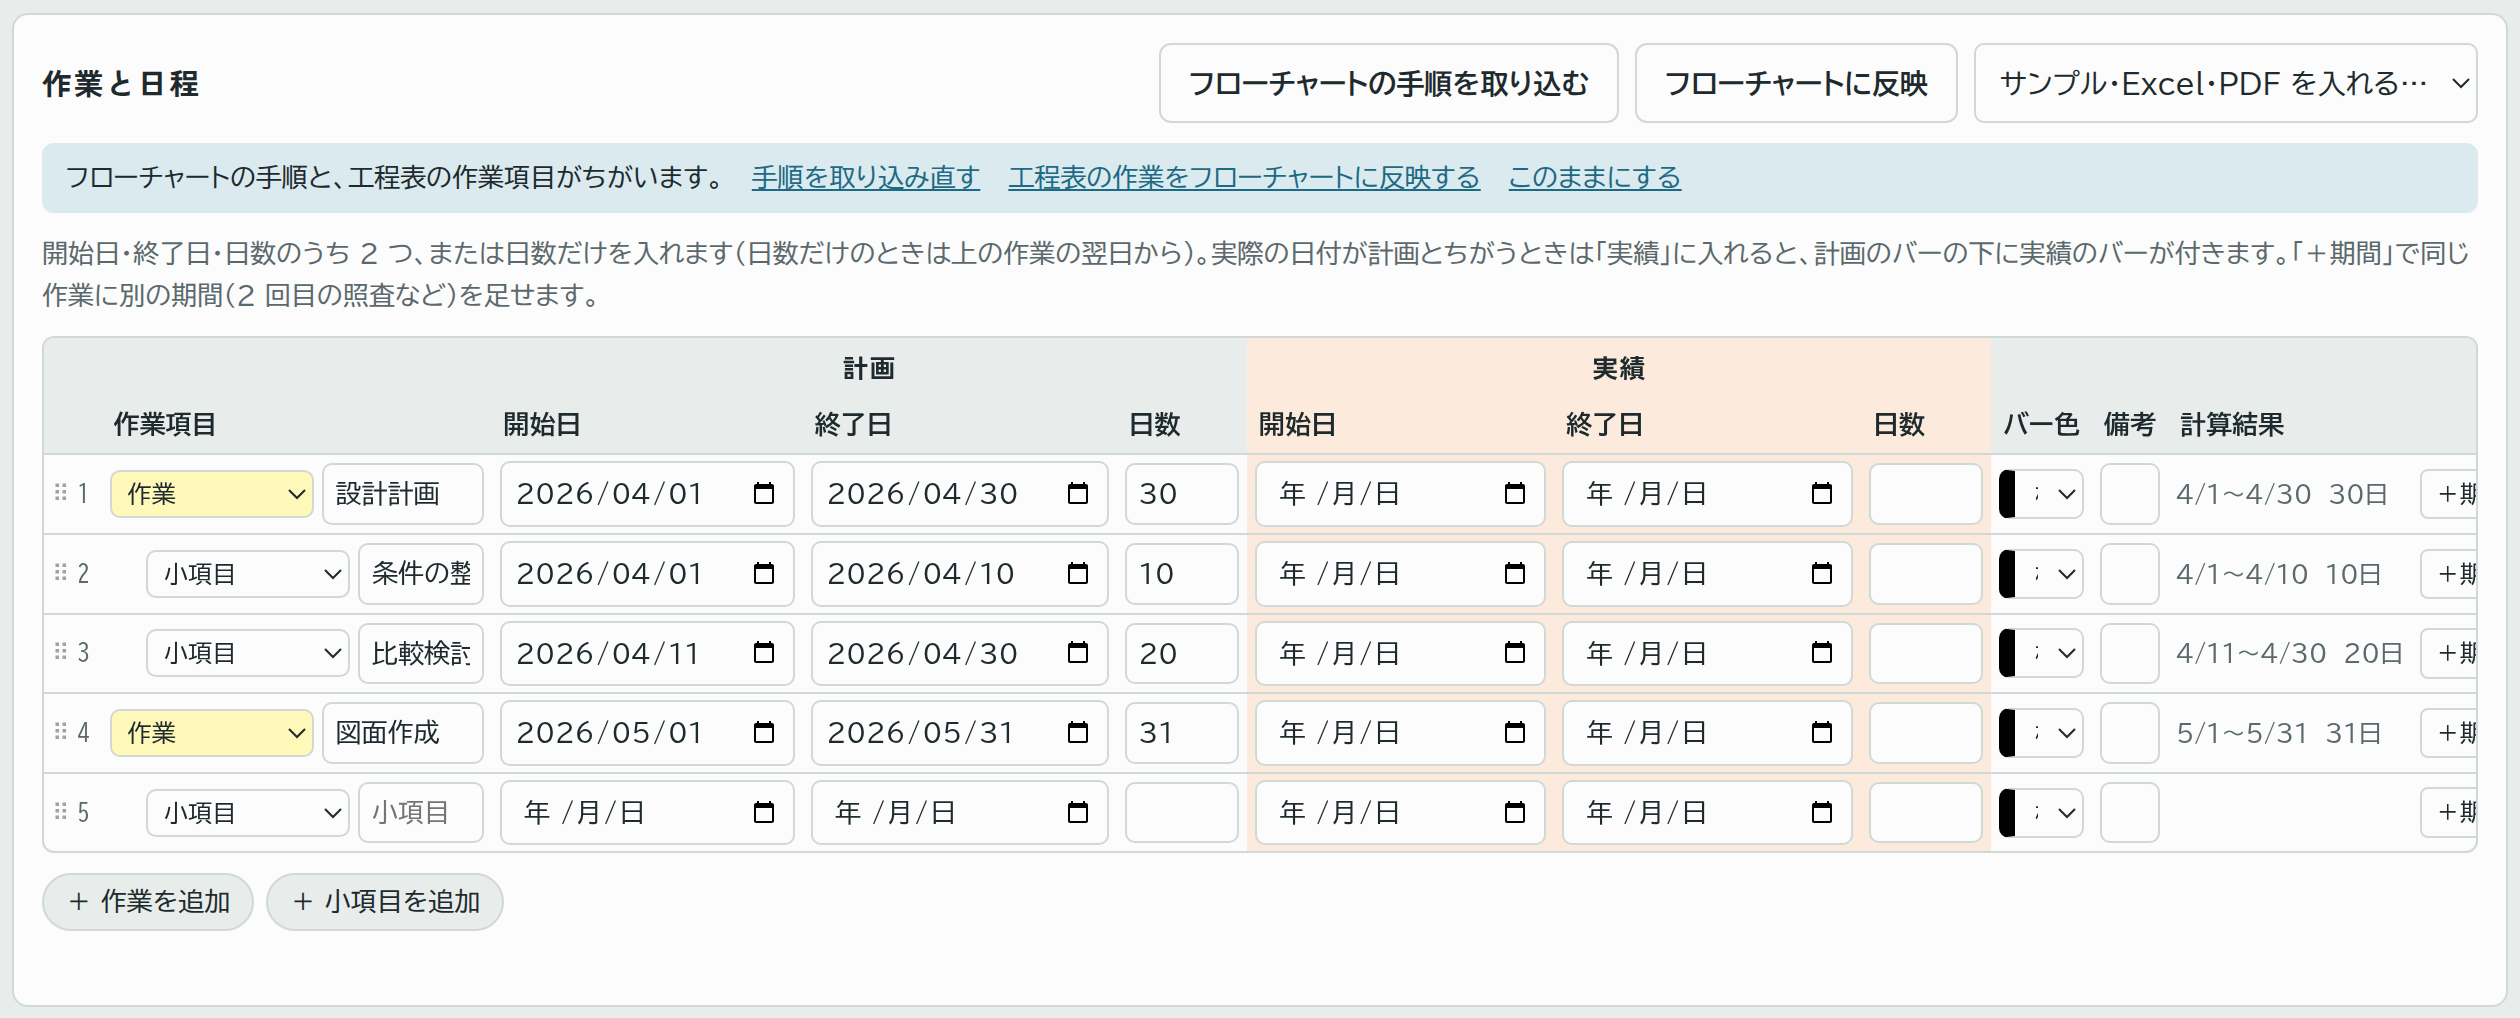 作業と日程
フローチャートの手順を取り込む
フローチャートに反映
サンプル・Excel・PDF を入れる…
フローチャートの手順と、工程表の作業項目がちがいます。 手順を取り込み直す 工程表の作業をフローチャートに反映する このままにする
開始日・終了日・日数のうち 2 つ、または日数だけを入れます（日数だけのときは上の作業の翌日から）。実際の日付が計画とちがうときは「実績」に入れると、計画のバーの下に実績のバーが付きます。「＋期間」で同じ
作業に別の期間（2 回目の照査など）を足せます。
計画 実績
作業項目 開始日 終了日 日数 開始日 終了日 日数 バー色 備考 計算結果
1 作業 設計計画 2026/04/01 2026/04/30 30 年 /月/日 年 /月/日 4/1～4/30 30日 ＋期
2 小項目 条件の整 2026/04/01 2026/04/10 10 年 /月/日 年 /月/日 4/1～4/10 10日 ＋期
3 小項目 比較検討 2026/04/11 2026/04/30 20 年 /月/日 年 /月/日 4/11～4/30 20日 ＋期
4 作業 図面作成 2026/05/01 2026/05/31 31 年 /月/日 年 /月/日 5/1～5/31 31日 ＋期
5 小項目 小項目 年 /月/日 年 /月/日 年 /月/日 年 /月/日 ＋期
＋ 作業を追加 ＋ 小項目を追加